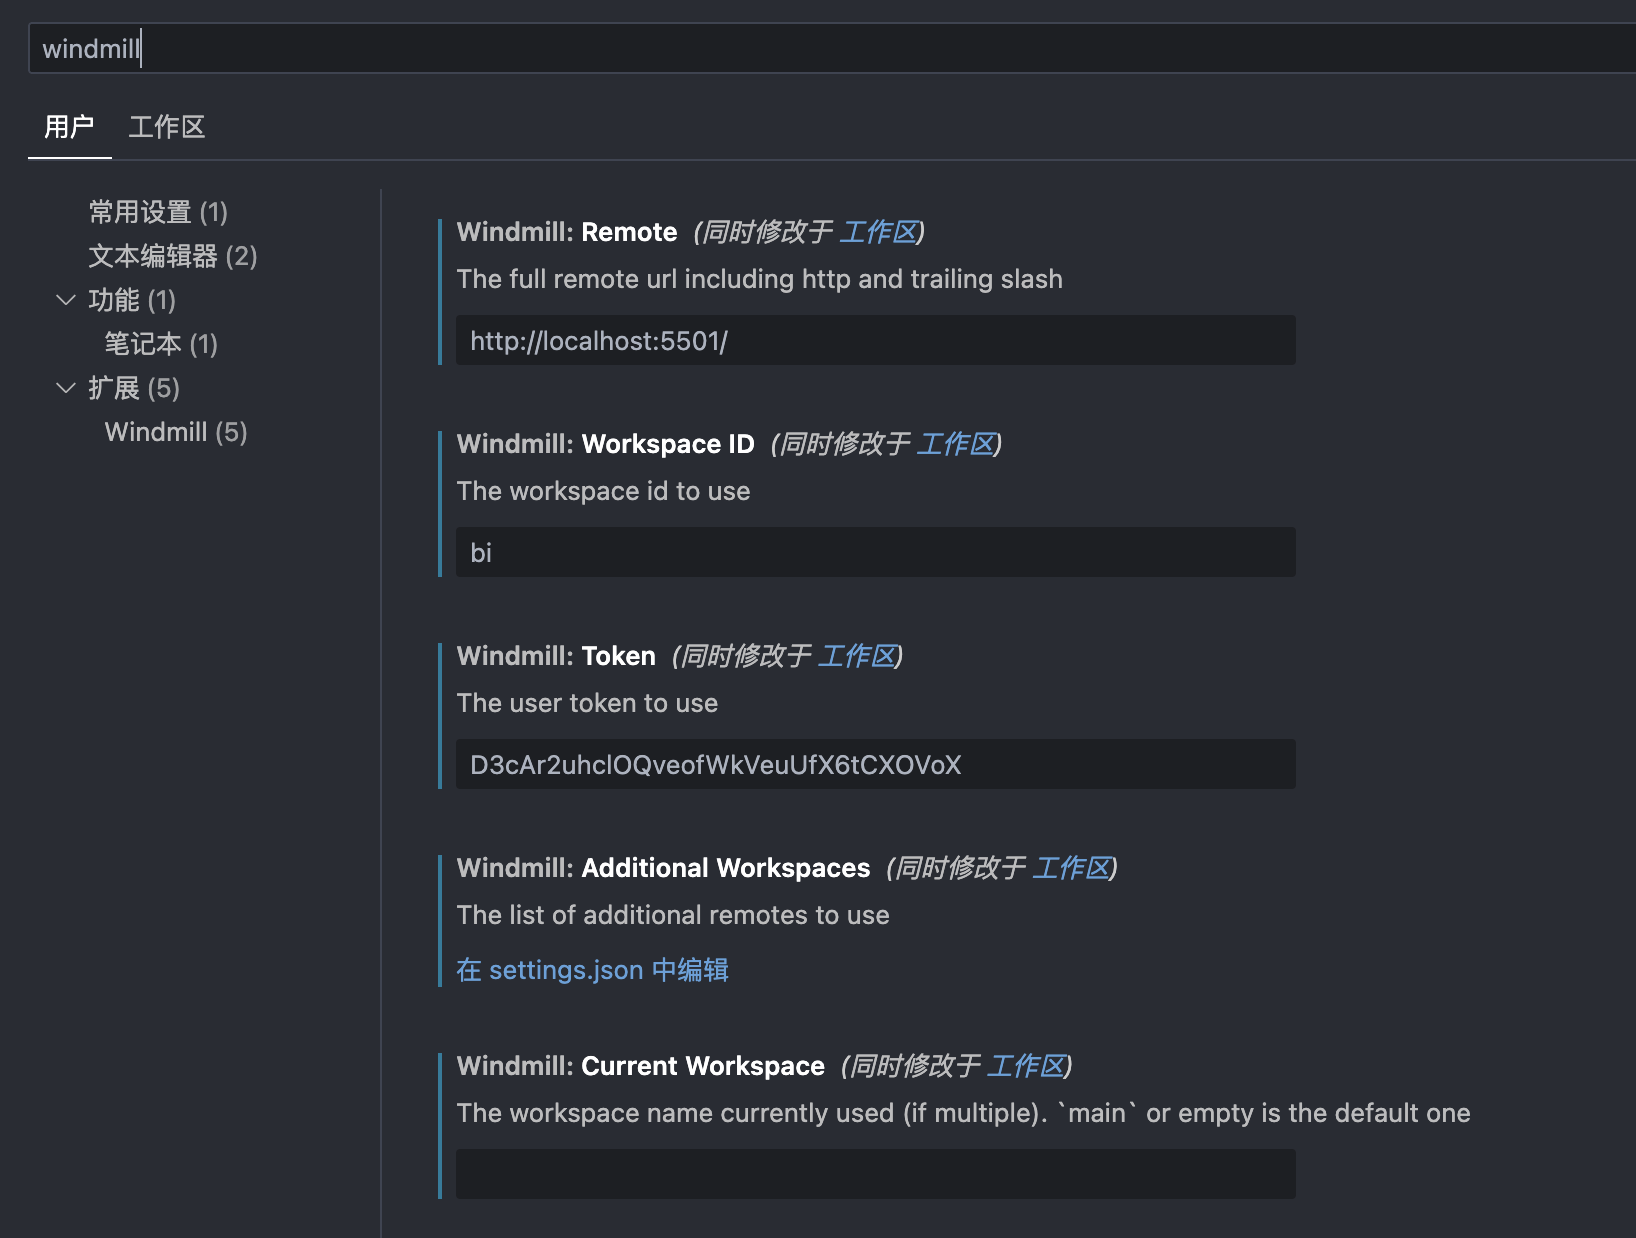 windmill
用户 工作区
常用设置 (1)
文本编辑器 (2)
功能 (1)
笔记本 (1)
扩展 (5)
Windmill (5)
Windmill: Remote (同时修改于 工作区)
The full remote url including http and trailing slash
http://localhost:5501/
Windmill: Workspace ID (同时修改于 工作区)
The workspace id to use
bi
Windmill: Token (同时修改于 工作区)
The user token to use
D3cAr2uhclOQveofWkVeuUfX6tCXOVoX
Windmill: Additional Workspaces (同时修改于 工作区)
The list of additional remotes to use
在 settings.json 中编辑
Windmill: Current Workspace (同时修改于 工作区)
The workspace name currently used (if multiple). `main` or empty is the default one